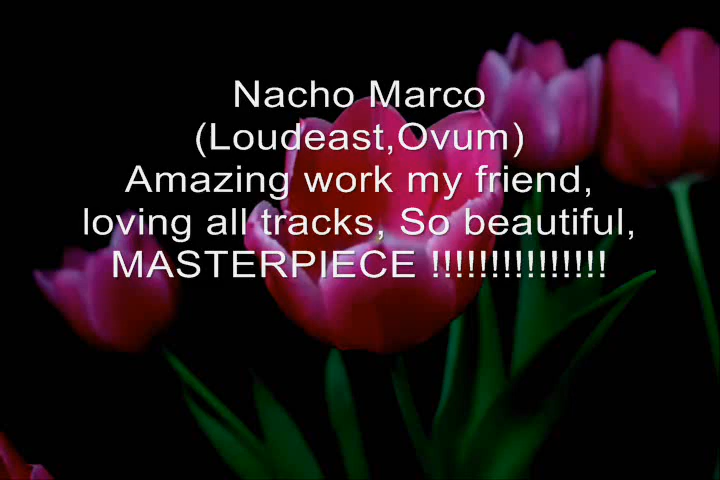 Nacho Marco
(Loudeast,Ovum)
Amazing work my friend,
loving all tracks, So beautiful,
MASTERPIECE !!!!!!!!!!!!!!!